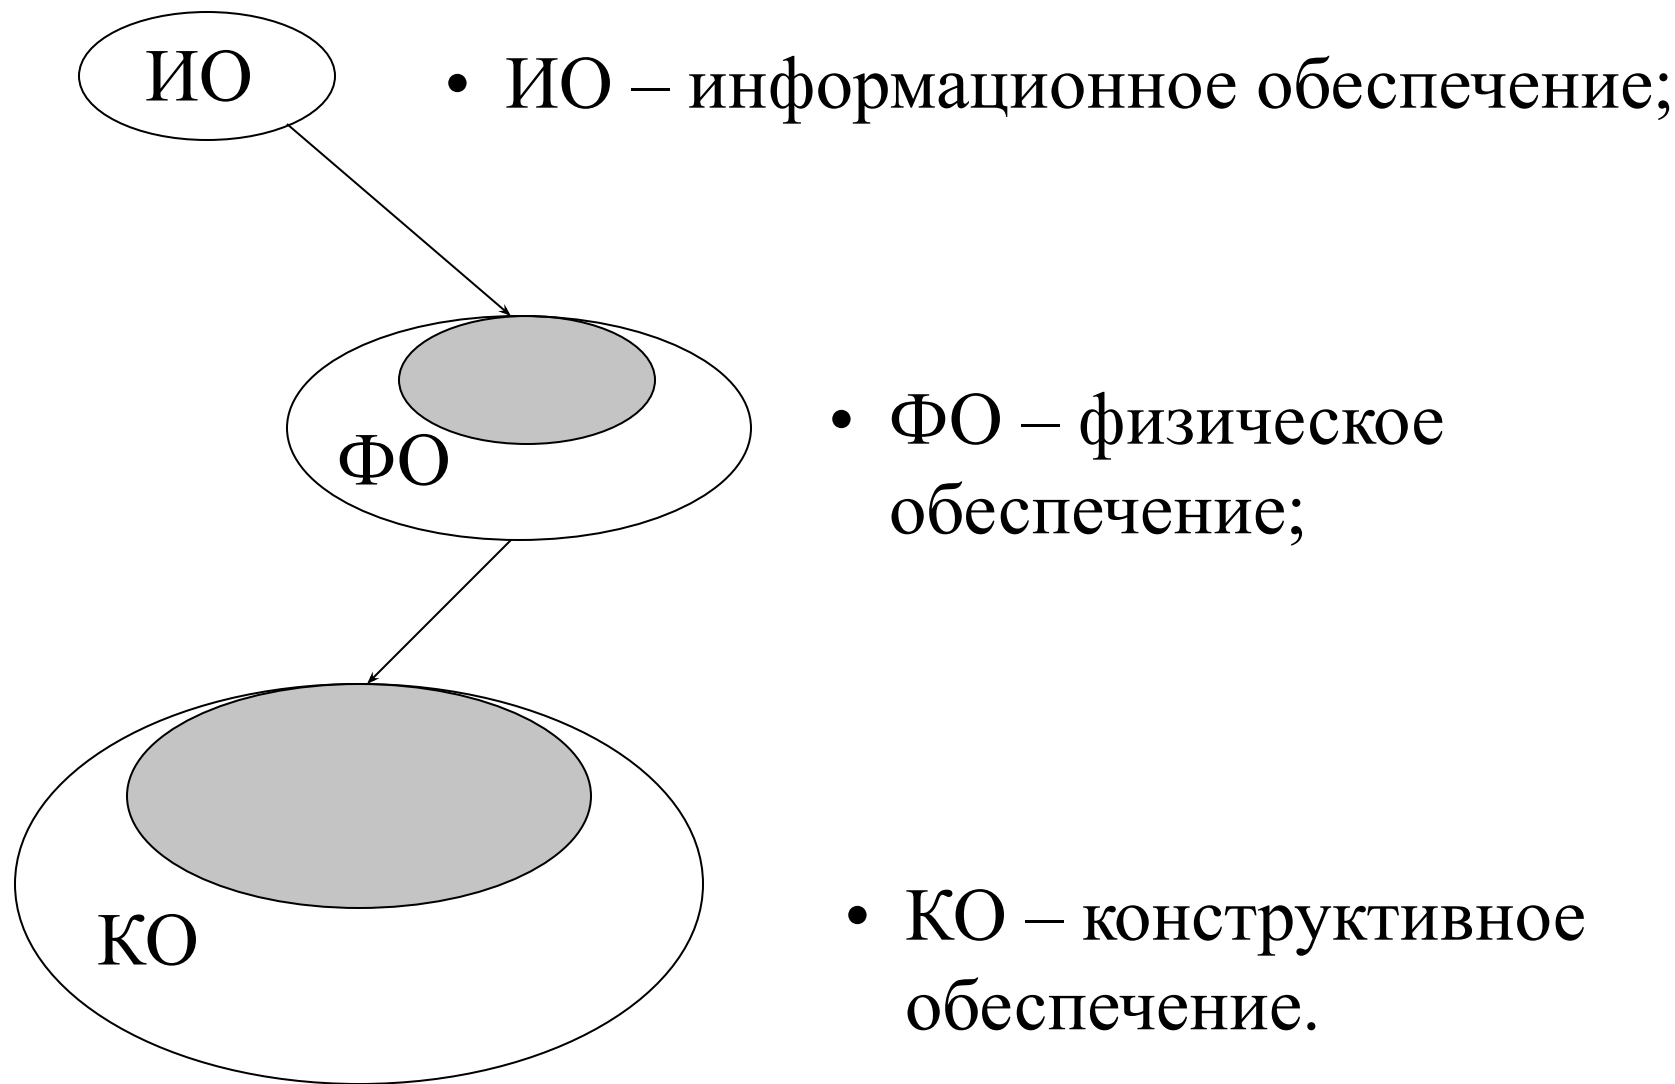 ИО
• ИО – информационное обеспечение;
ФО
• ФО – физическое
обеспечение;
КО
• КО – конструктивное
обеспечение.